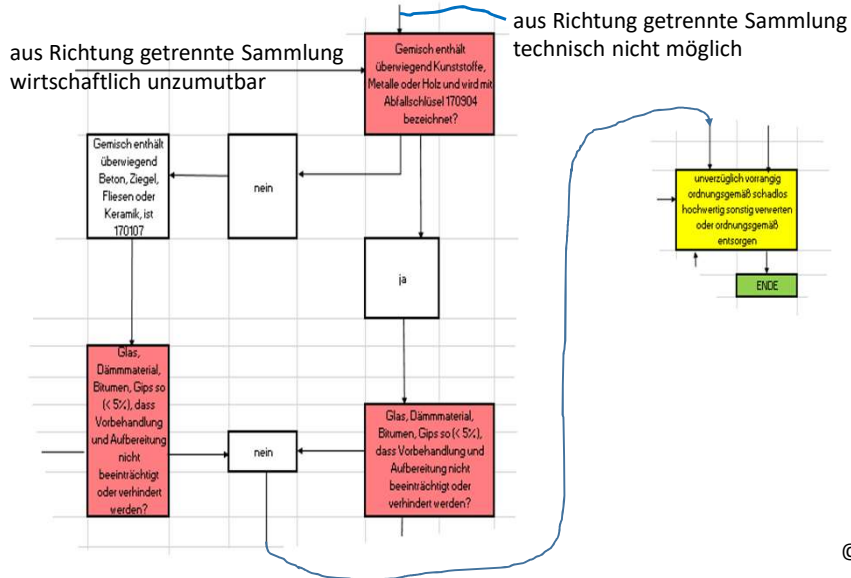 aus Richtung getrennte Sammlung
wirtschaftlich unzumutbar
aus Richtung getrennte Sammlung
technisch nicht möglich
Gemisch enthält
überwiegend Kunststoffe,
Metalle oder Holz und wird mit
Abfallschlüsel 170904
bezeichnet?
Gemisch enthält
überwiegend
Beton, Ziegel,
Fliesen oder
Keramik, ist
170107
nein
ja
unverzüglich vorrangig
ordnungsgemäß schadlos
hochwertig sonstig verwerten
oder ordnungsgemäß
entsorgen
ENDE
Glas,
Dämmmaterial,
Bitumen, Gips so
(< 5%), dass
Vorbehandlung
und Aufbereitung
nicht
beeinträchtigt
oder verhindert
werden?
nein
Glas, Dämmmaterial,
Bitumen, Gips so (< 5%),
dass Vorbehandlung und
Aufbereitung nicht
beeinträchtigt oder
verhindert werden?
©